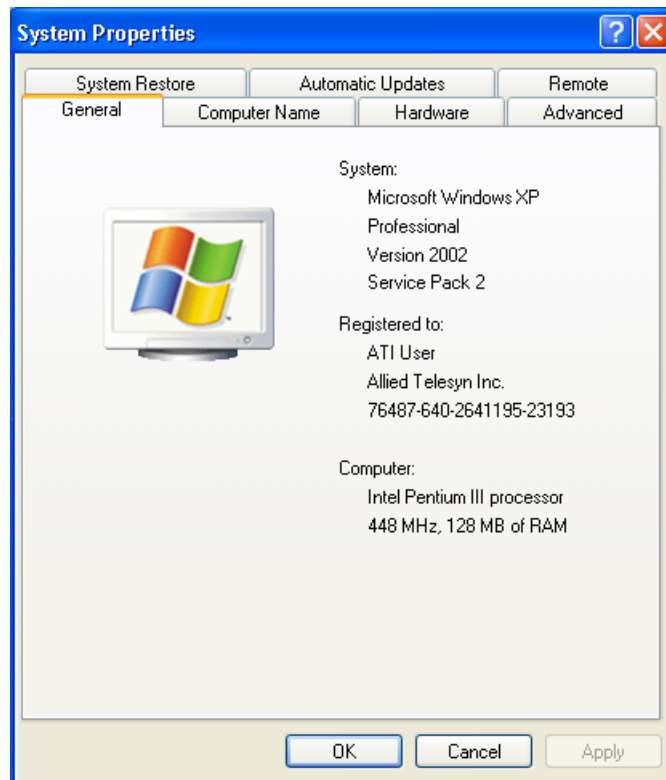 System Properties
System Restore Automatic Updates Remote
General Computer Name Hardware Advanced
System:
Microsoft Windows XP
Professional
Version 2002
Service Pack 2
Registered to:
ATI User
Allied Telesyn Inc.
76487-640-2641195-23193
Computer:
Intel Pentium III processor
448 MHz, 128 MB of RAM
OK Cancel Apply